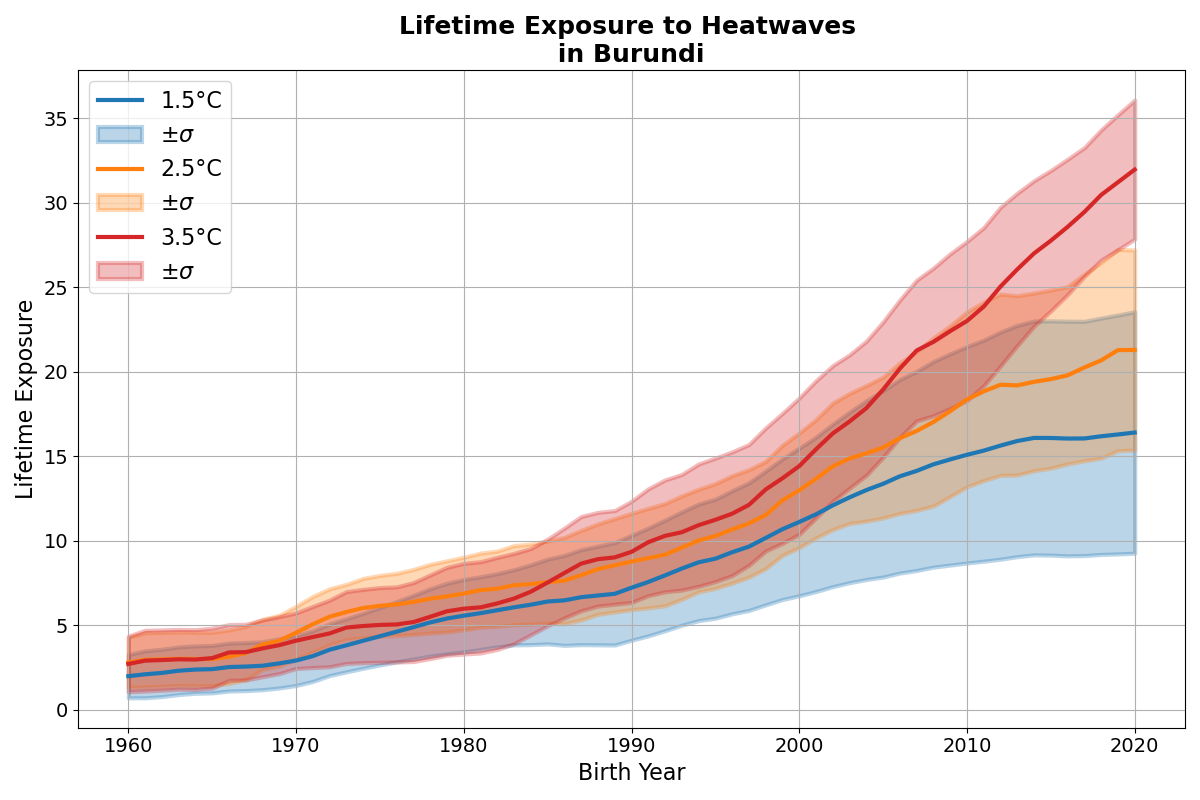 Lifetime Exposure to Heatwaves
in Burundi
1.5°C
±σ
2.5°C
±σ
3.5°C
±σ
Lifetime Exposure
35
30
25
20
15
10
5
0
1960 1970 1980 1990 2000 2010 2020
Birth Year